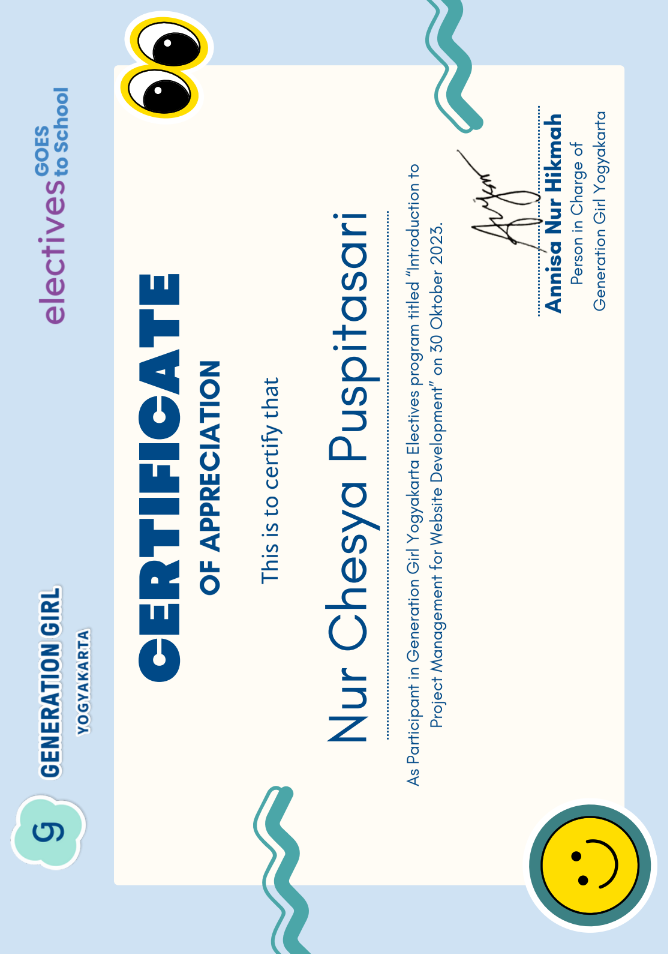 g
GENERATION GIRL
YOGYAKARTA
electives GOES
to School
CERTIFICATE
OF APPRECIATION
This is to certify that
Nur Chesya Puspitasari
As Participant in Generation Girl Yogyakarta Electives program titled “Introduction to
Project Management for Website Development” on 30 Oktober 2023.
Annisa Nur Hikmah
Person in Charge of
Generation Girl Yogyakarta